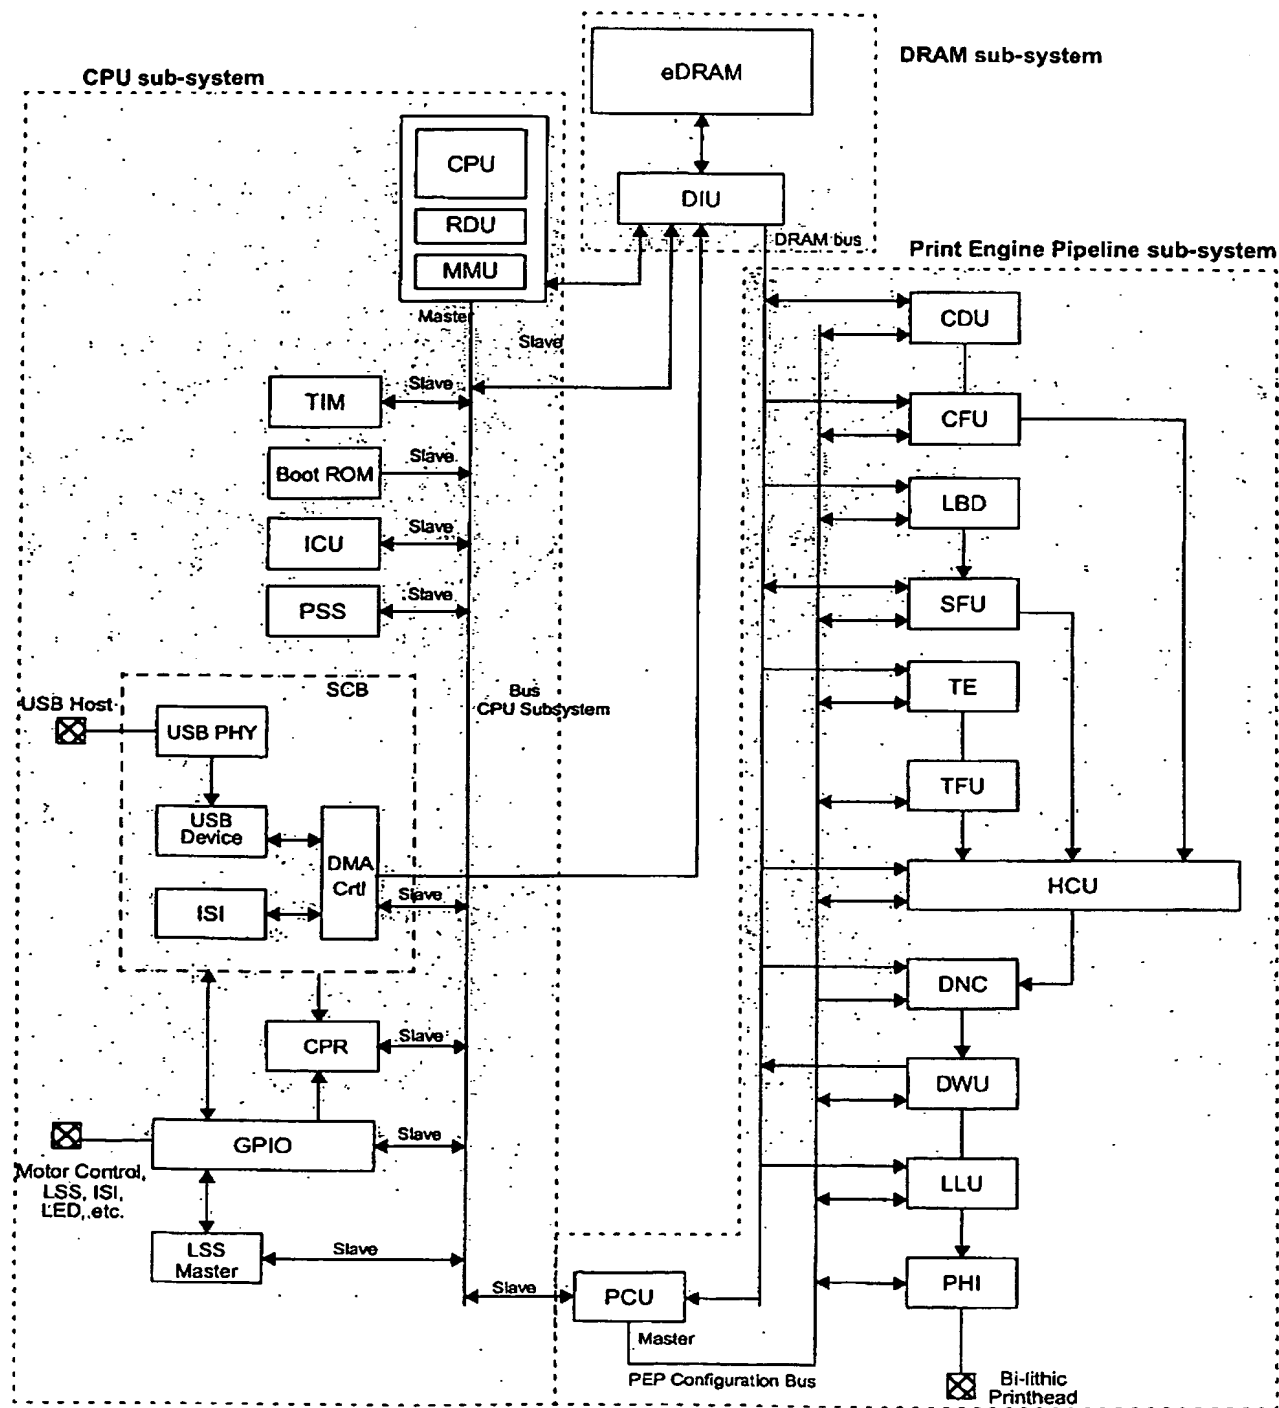 CPU sub-system
eDRAM
DRAM sub-system
CPU
RDU
MMU
DIU
DRAM bus
Print Engine Pipeline sub-system
Master
Slave
CDU
TIM
Slave
CFU
Boot ROM
Slave
LBD
ICU
Slave
PSS
Slave
SFU
SCB
USB Host
USB PHY
Bus
CPU Subsystem
TE
TFU
USB
Device
DMA
Crtl
Slave
ISI
HCU
DNC
CPR
Slave
DWU
GPIO
Slave
Motor Control,
LSS, ISI,
LED, etc.
LLU
LSS
Master
Slave
Slave
PCU
PHI
Master
PEP Configuration Bus
Bi-lithic
Printhead